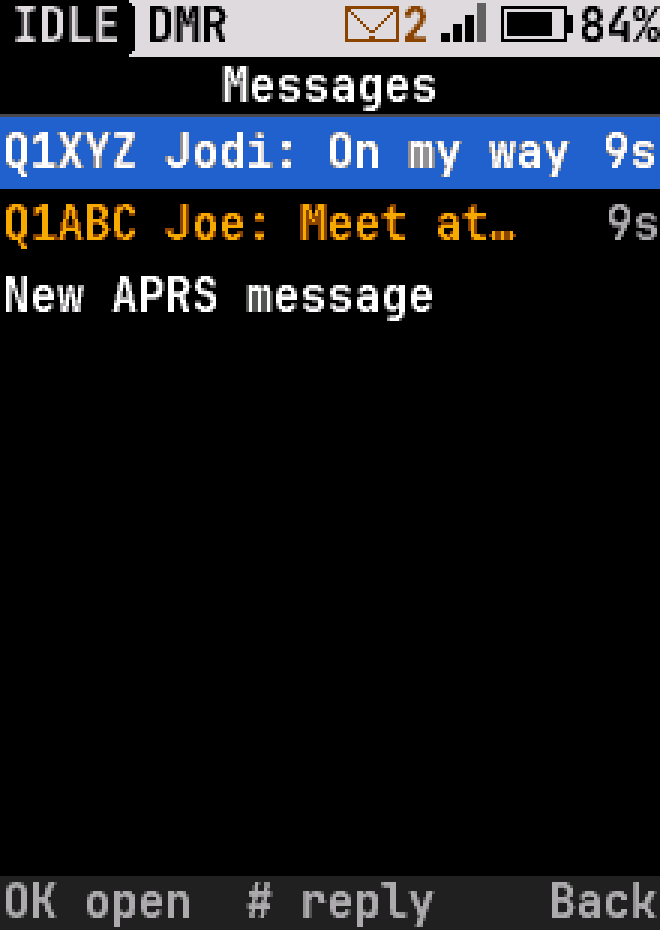 IDLE DMR 2 84%
Messages
Q1XYZ Jodi: On my way 9s
Q1ABC Joe: Meet at… 9s
New APRS message
OK open # reply Back